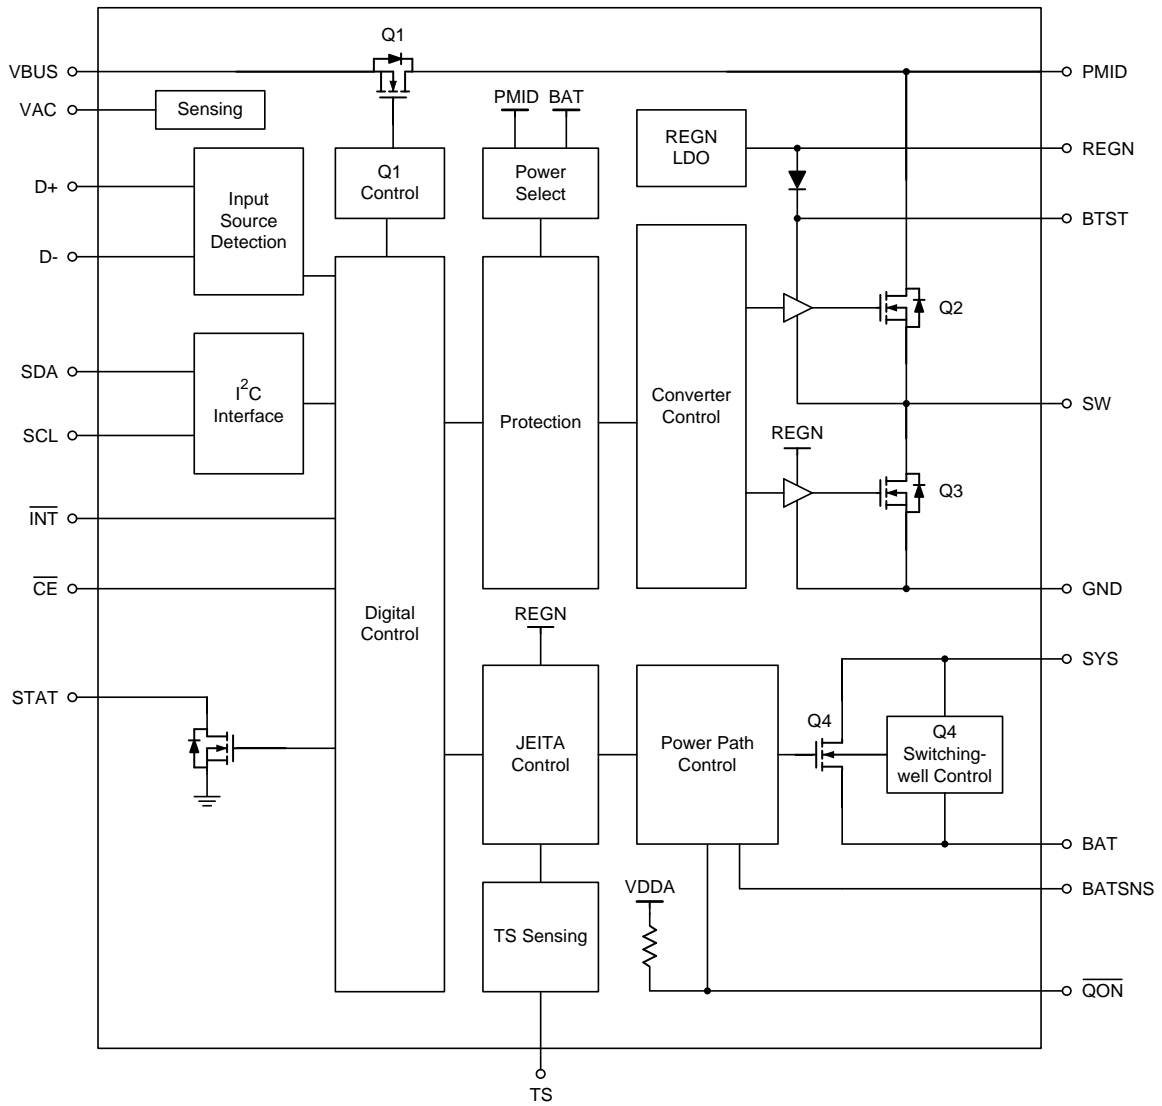 Q1
VBUS
PMID
VAC
Sensing
PMID
BAT
REGN
LDO
REGN
Q1
Control
Power
Select
D+
Input
Source
Detection
BTST
D-
Q2
SDA
I2C
Interface
Converter
Control
SW
SCL
Protection
REGN
Q3
INT
CE
GND
Digital
Control
REGN
SYS
STAT
Q4
Q4
Switching-
well Control
JEITA
Control
Power Path
Control
BAT
BATSNS
VDDA
TS Sensing
QON
TS